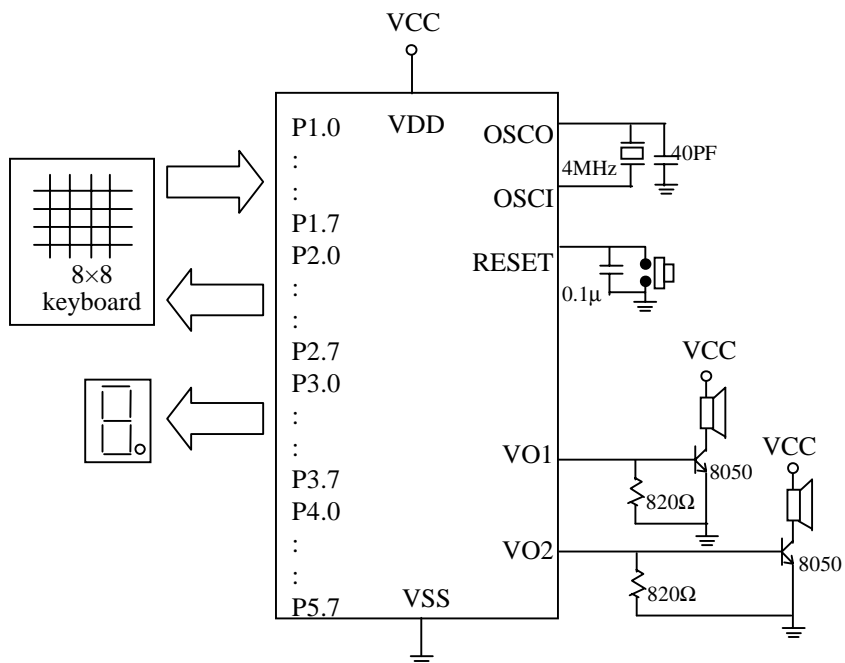 VCC
P1.0
VDD
OSCO
:
:
P1.7
4MHz
40PF
OSCI
P2.0
RESET
:
:
0.1µ
8×8
keyboard
P2.7
P3.0
:
:
VCC
VO1
8050
P3.7
820Ω
VCC
P4.0
:
:
VO2
8050
P5.7
VSS
820Ω